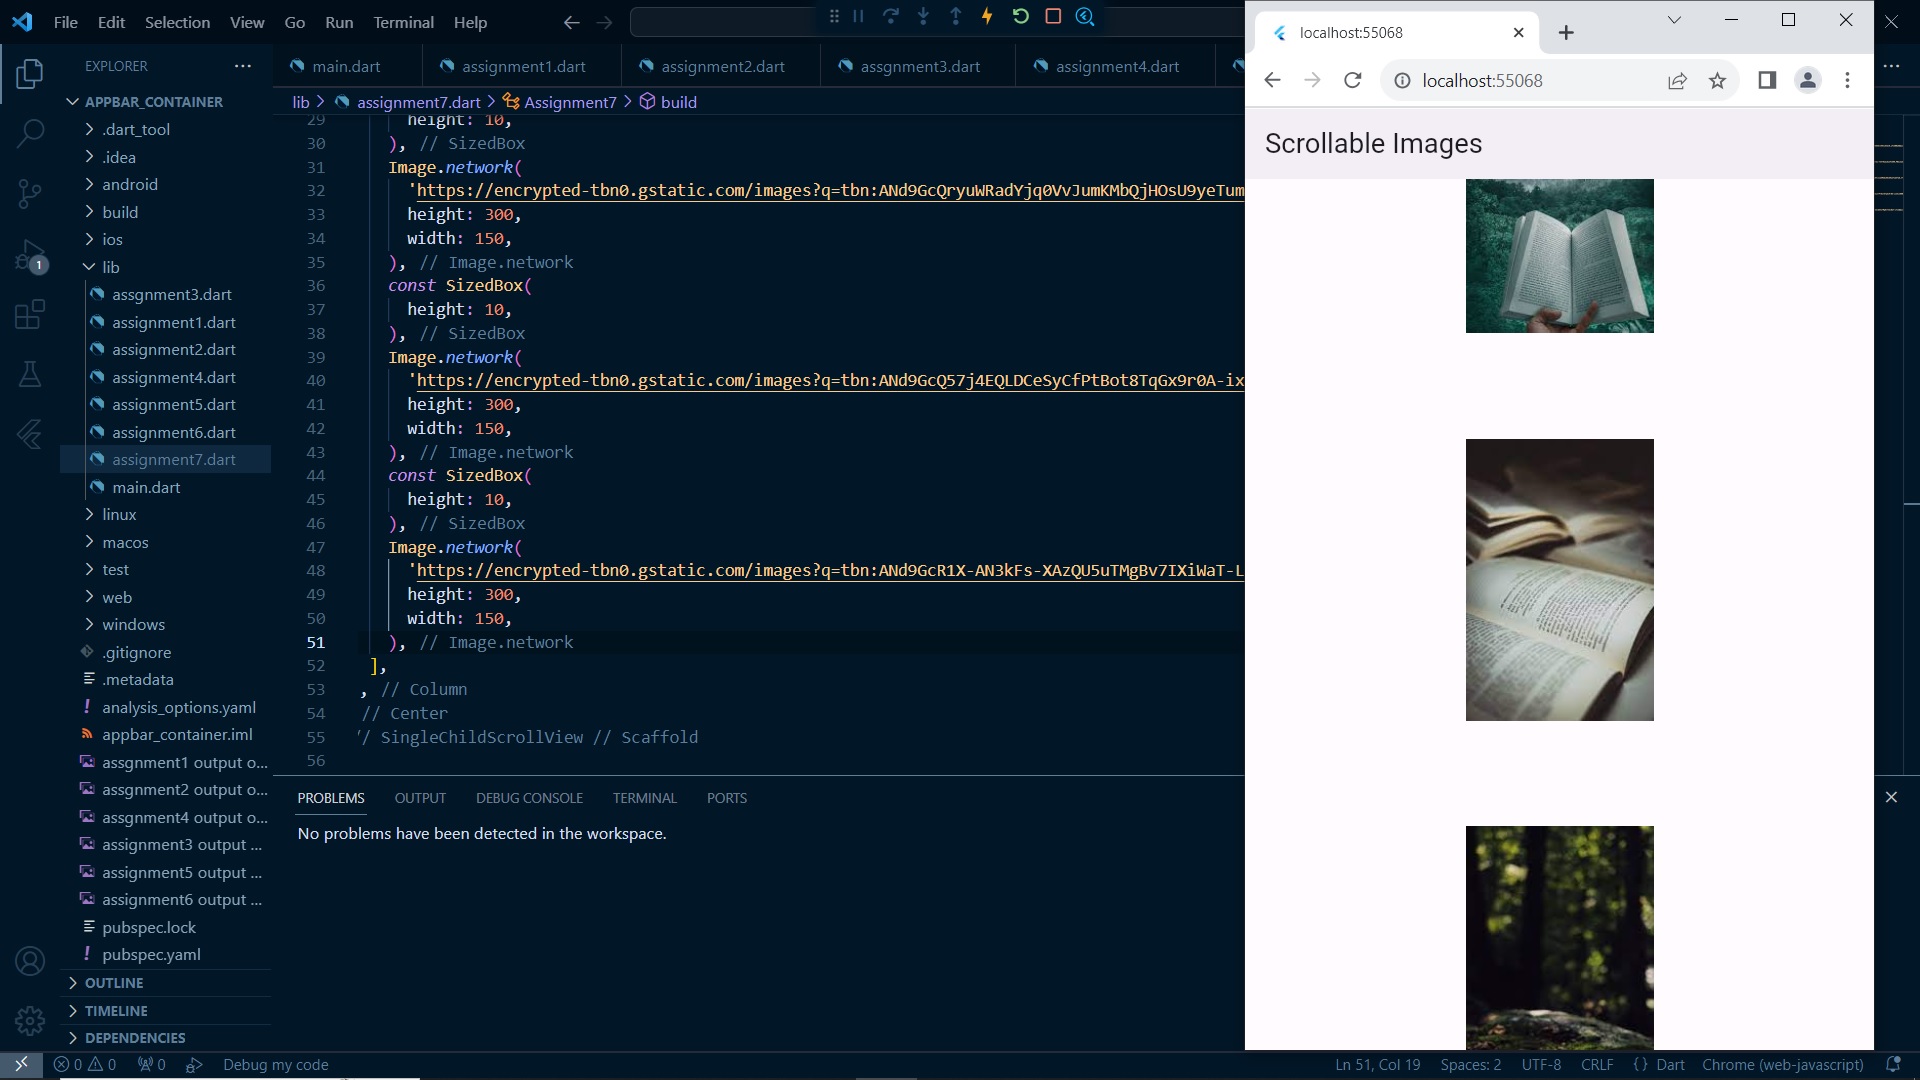 File Edit Selection View Go Run Terminal Help
EXPLORER
APPBAR_CONTAINER
.dart_tool
.idea
android
build
ios
lib
assgnment3.dart
assignment1.dart
assignment2.dart
assignment4.dart
assignment5.dart
assignment6.dart
assignment7.dart
main.dart
linux
macos
test
web
windows
.gitignore
.metadata
analysis_options.yaml
appbar_container.iml
assgnment1 output o...
assgnment2 output o...
assgnment4 output o...
assignment3 output ...
assignment5 output ...
assignment6 output ...
pubspec.lock
pubspec.yaml
OUTLINE
TIMELINE
DEPENDENCIES
1
main.dart assignment1.dart assignment2.dart assgnment3.dart assignment4.dart
lib > assignment7.dart > Assignment7 > build
29 height: 10,
30 ), // SizedBox
31 Image.network(
32 'https://encrypted-tbn0.gstatic.com/images?q=tbn:ANd9GcQryuWRadYjq0VvJumKMbQjHOsU9yeTum
33 height: 300,
34 width: 150,
35 ), // Image.network
36 const SizedBox(
37 height: 10,
38 ), // SizedBox
39 Image.network(
40 'https://encrypted-tbn0.gstatic.com/images?q=tbn:ANd9GcQ57j4EQLDCeSyCfPtBot8TqGx9r0A-ix
41 height: 300,
42 width: 150,
43 ), // Image.network
44 const SizedBox(
45 height: 10,
46 ), // SizedBox
47 Image.network(
48 'https://encrypted-tbn0.gstatic.com/images?q=tbn:ANd9GcR1X-AN3kFs-XAzQU5uTMgBv7IXiWaT-L
49 height: 300,
50 width: 150,
51 ), // Image.network
52 ],
53 , // Column
54 // Center
55 // SingleChildScrollView // Scaffold
56
PROBLEMS OUTPUT DEBUG CONSOLE TERMINAL PORTS
No problems have been detected in the workspace.
localhost:55068
localhost:55068
Scrollable Images
0 0 0 Debug my code
Ln 51, Col 19 Spaces: 2 UTF-8 CRLF {} Dart Chrome (web-javascript)